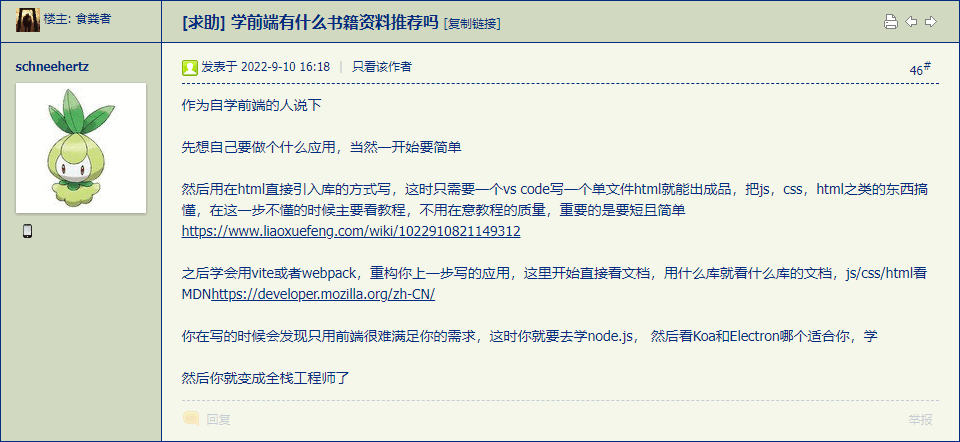 楼主: 食粪者
[求助] 学前端有什么书籍资料推荐吗 [复制链接]
schneehertz
发表于 2022-9-10 16:18 | 只看该作者
46#
作为自学前端的人说下
先想自己要做个什么应用，当然一开始要简单
然后用在html直接引入库的方式写，这时只需要一个vs code写一个单文件html就能出成品，把js，css，html之类的东西搞
懂，在这一步不懂的时候主要看教程，不用在意教程的质量，重要的是要短且简单
https://www.liaoxuefeng.com/wiki/1022910821149312
之后学会用vite或者webpack，重构你上一步写的应用，这里开始直接看文档，用什么库就看什么库的文档，js/css/html看
MDNhttps://developer.mozilla.org/zh-CN/
你在写的时候会发现只用前端很难满足你的需求，这时你就要去学node.js， 然后看Koa和Electron哪个适合你，学
然后你就变成全栈工程师了
回复
举报